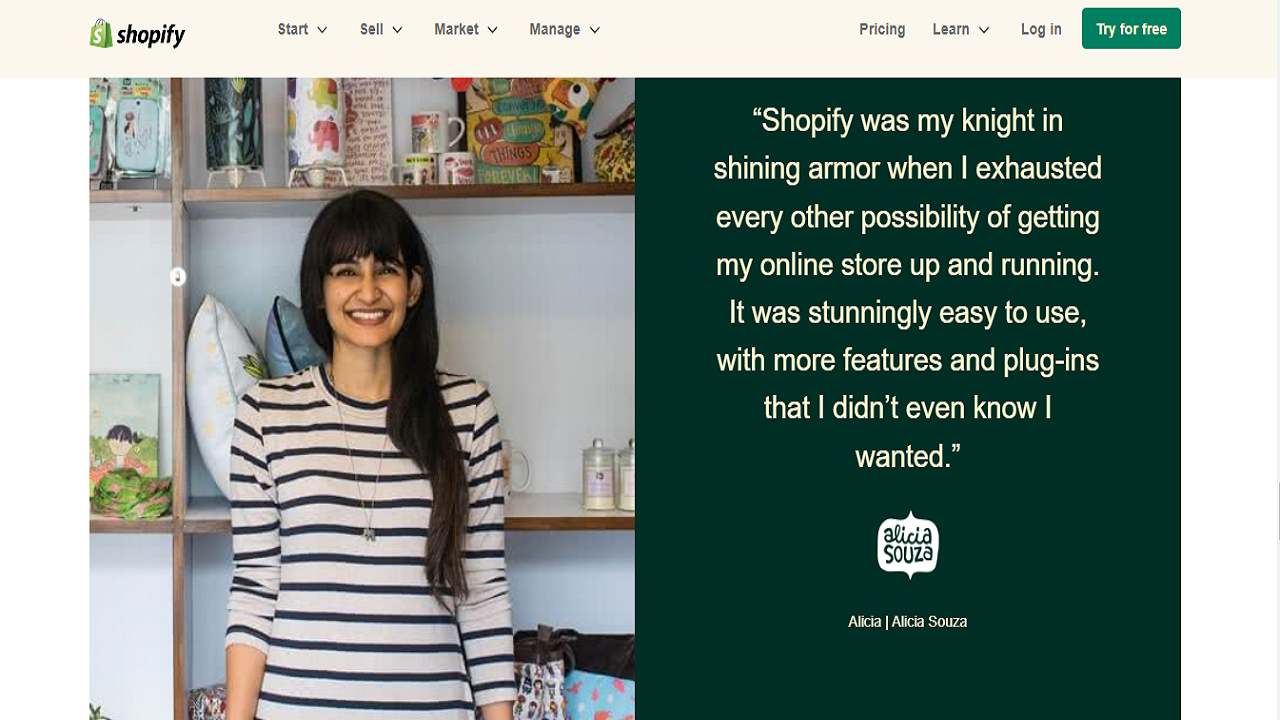 shopify
Start
Sell
Market
Manage
Pricing
Learn
Log in
Try for free
“Shopify was my knight in
shining armor when I exhausted
every other possibility of getting
my online store up and running.
It was stunningly easy to use,
with more features and plug-ins
that I didn’t even know I
wanted.”
alicia
SOUZA
Alicia | Alicia Souza
THINGS
FOREVER!